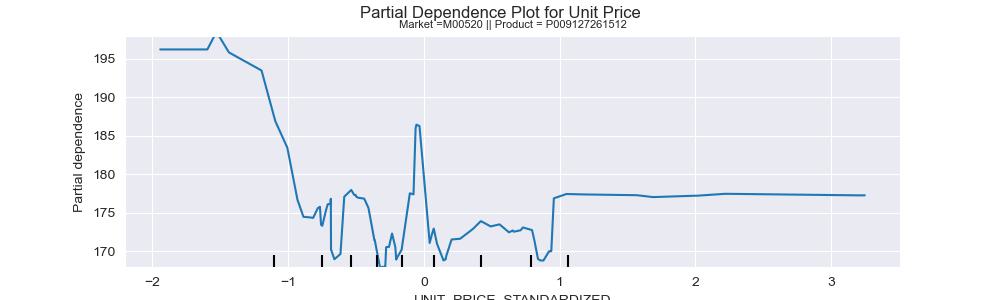 Partial Dependence Plot for Unit Price
Market =M00520 || Product = P009127261512
195
190
185
180
175
170
Partial dependence
−2 −1 0 1 2 3
UNIT_PRICE_STANDARDIZED